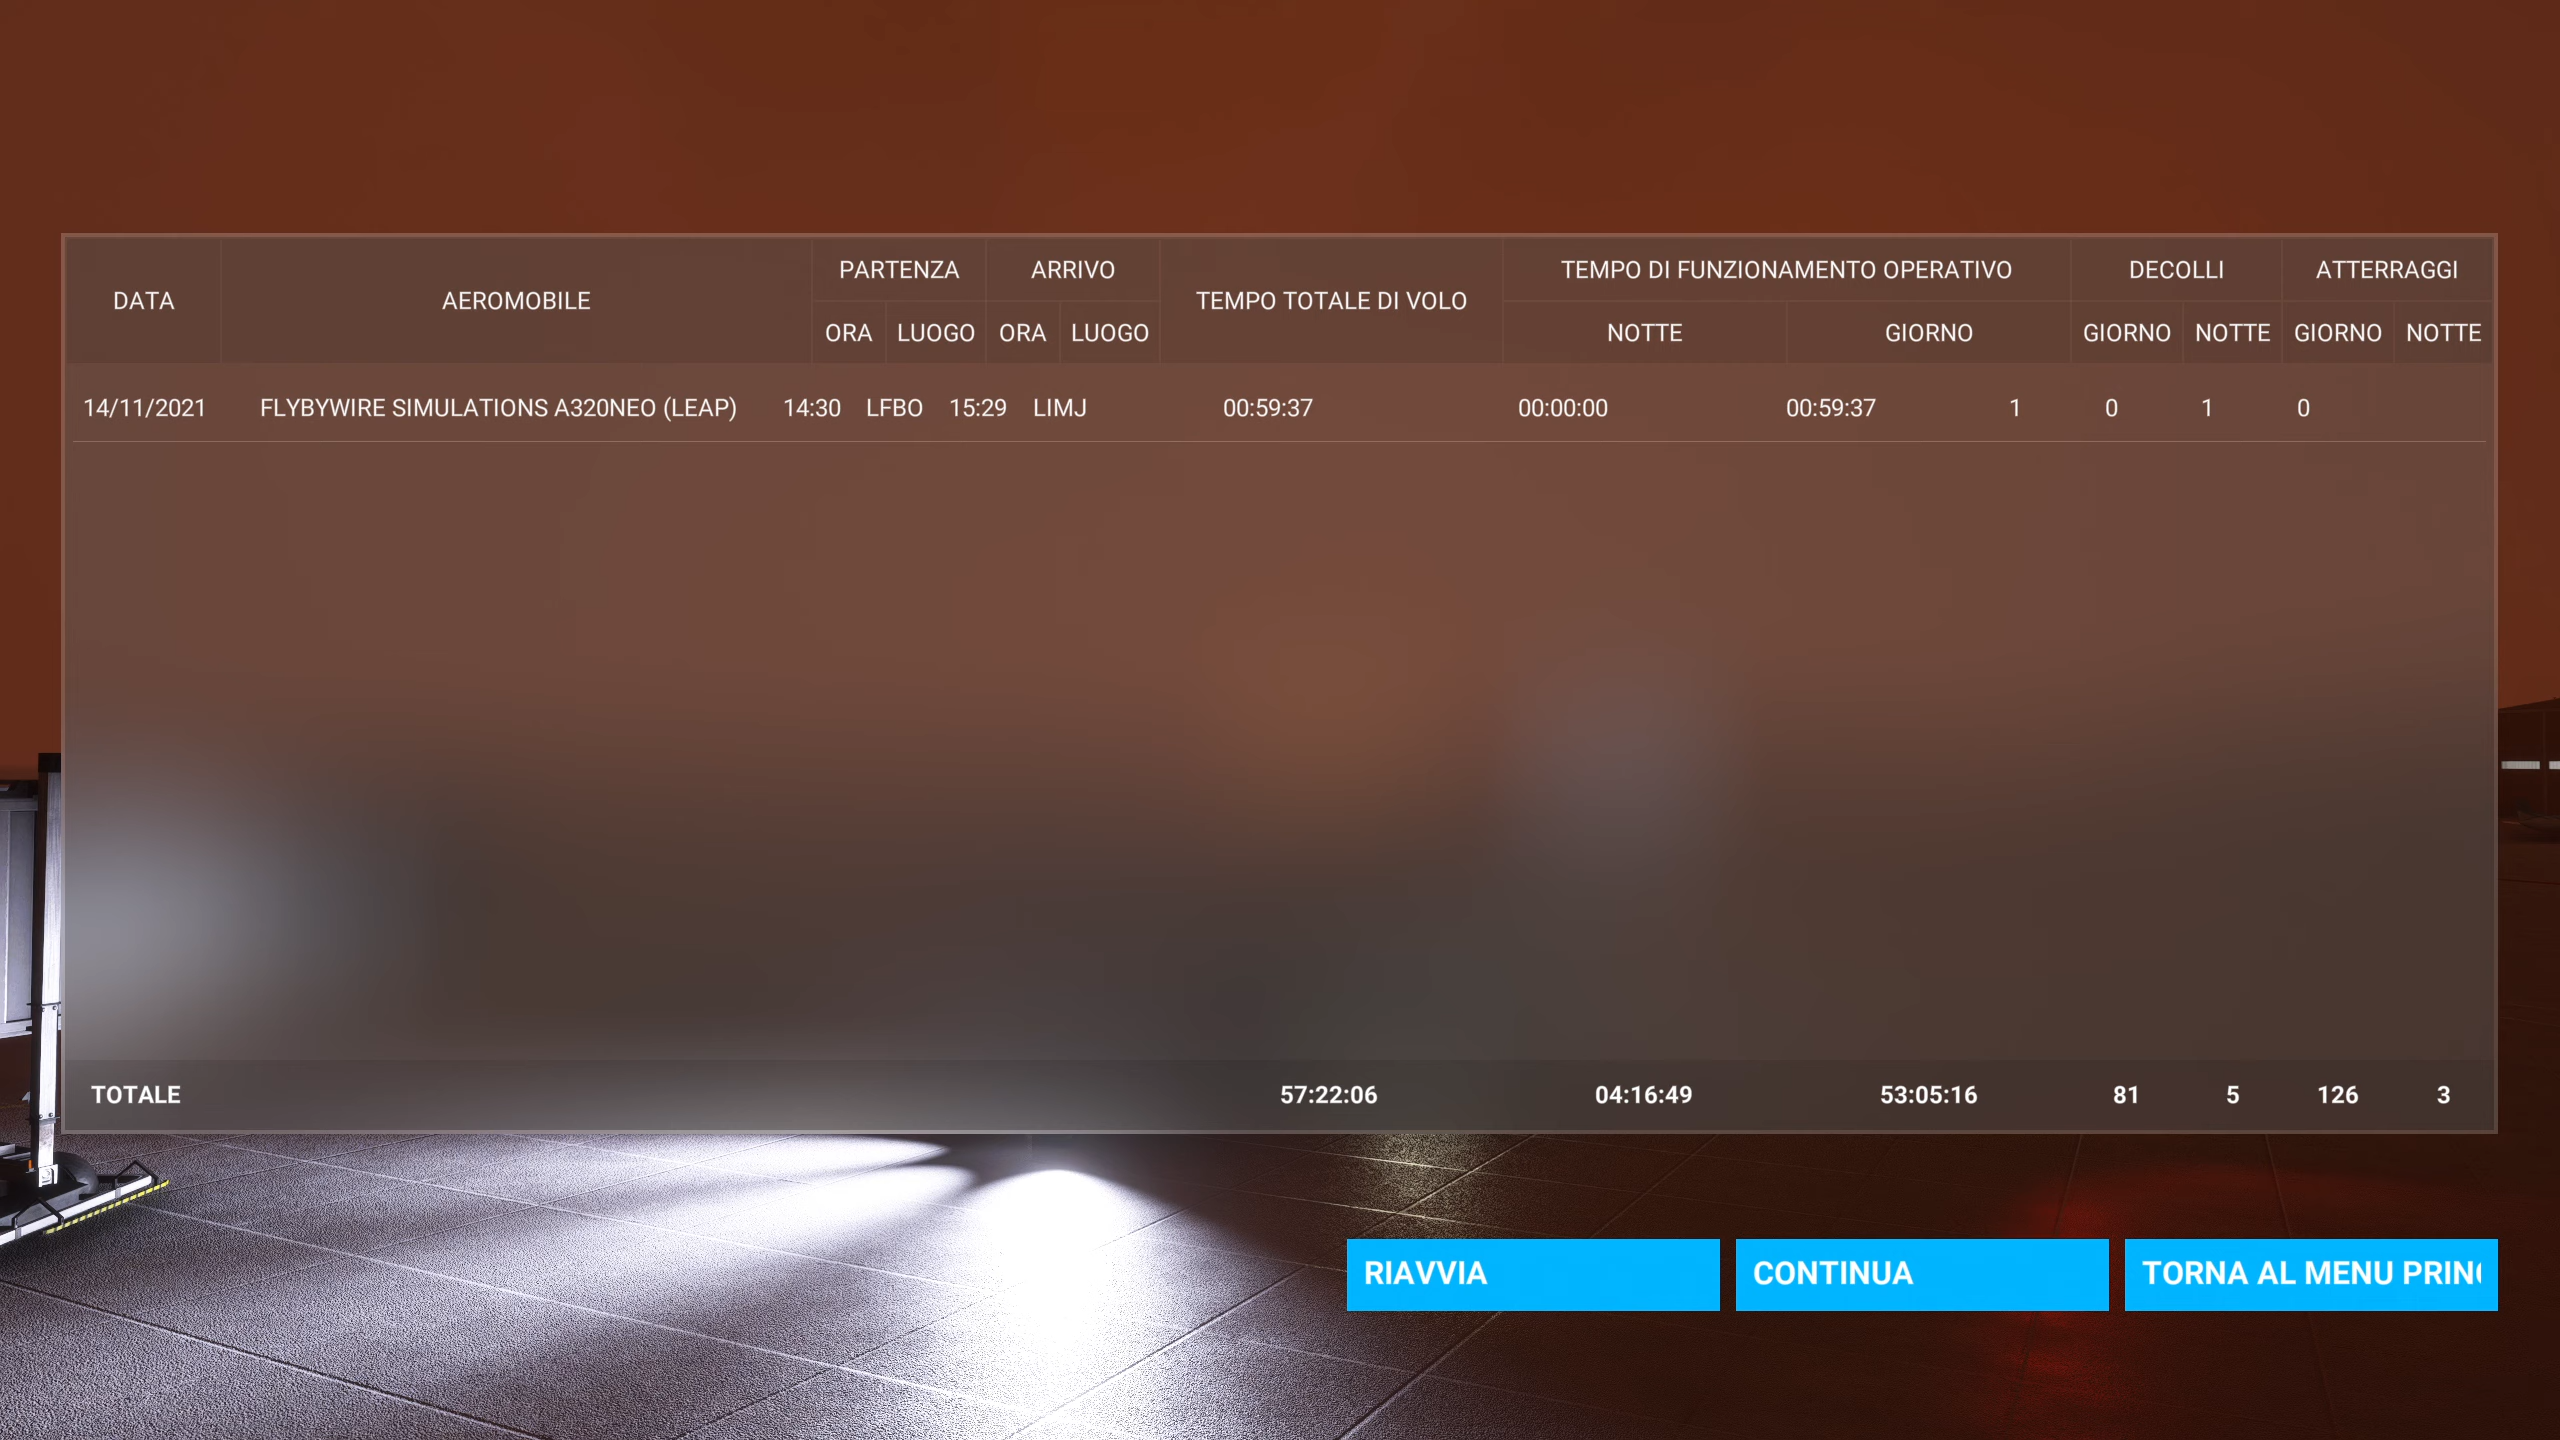 DATA AEROMOBILE PARTENZA ARRIVO TEMPO TOTALE DI VOLO TEMPO DI FUNZIONAMENTO OPERATIVO DECOLLI ATTERRAGGI
ORA LUOGO ORA LUOGO NOTTE GIORNO GIORNO NOTTE GIORNO NOTTE
14/11/2021 FLYBYWIRE SIMULATIONS A320NEO (LEAP) 14:30 LFBO 15:29 LIMJ 00:59:37 00:00:00 00:59:37 1 0 1 0
TOTALE 57:22:06 04:16:49 53:05:16 81 5 126 3
RIAVVIA CONTINUA TORNA AL MENU PRIN